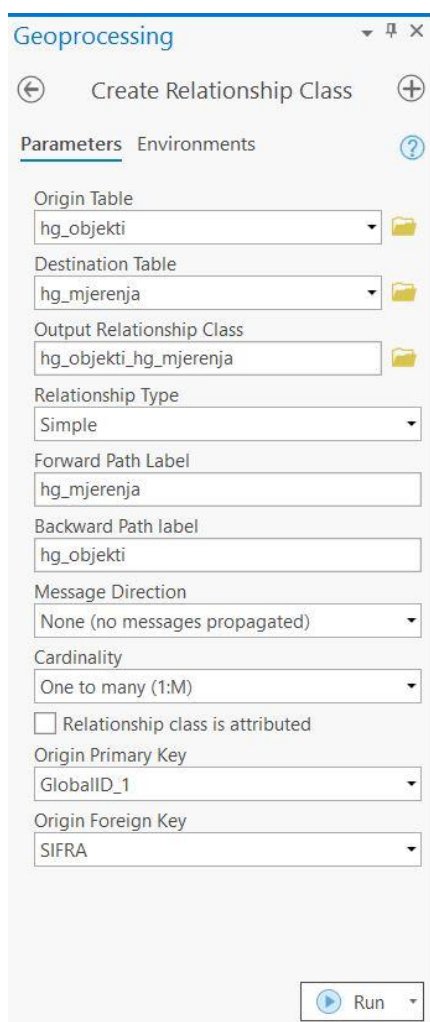 Geoprocessing
Create Relationship Class
Parameters Environments
Origin Table
hg_objekti
Destination Table
hg_mjerenja
Output Relationship Class
hg_objekti_hg_mjerenja
Relationship Type
Simple
Forward Path Label
hg_mjerenja
Backward Path label
hg_objekti
Message Direction
None (no messages propagated)
Cardinality
One to many (1:M)
Relationship class is attributed
Origin Primary Key
GlobalID_1
Origin Foreign Key
SIFRA
Run